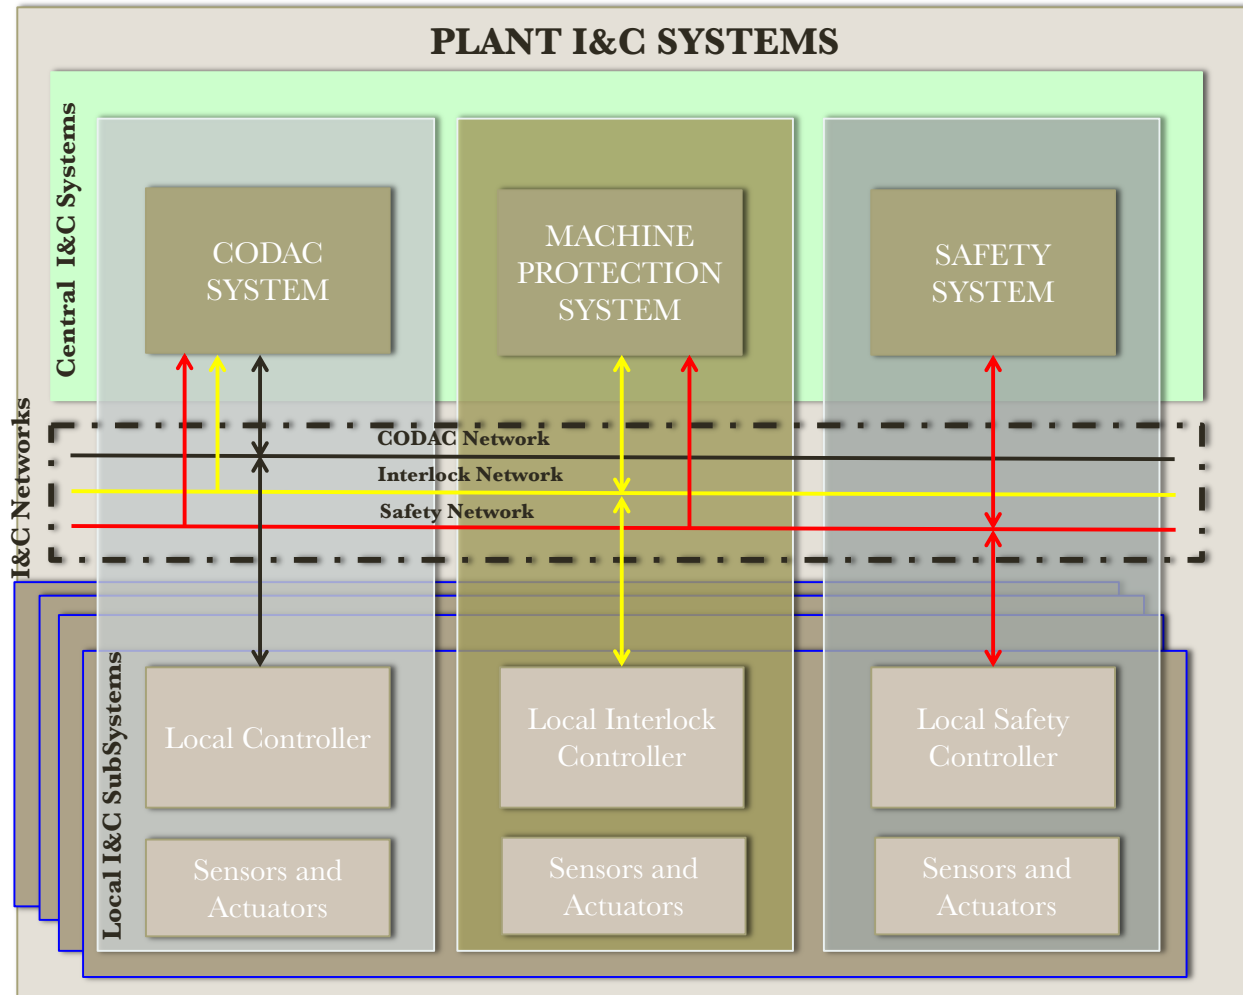 PLANT I&C SYSTEMS
Central I&C Systems
CODAC
SYSTEM
MACHINE
PROTECTION
SYSTEM
SAFETY
SYSTEM
I&C Networks
CODAC Network
Interlock Network
Safety Network
Local I&C SubSystems
Local Controller
Local Interlock
Controller
Local Safety
Controller
Sensors and
Actuators
Sensors and
Actuators
Sensors and
Actuators